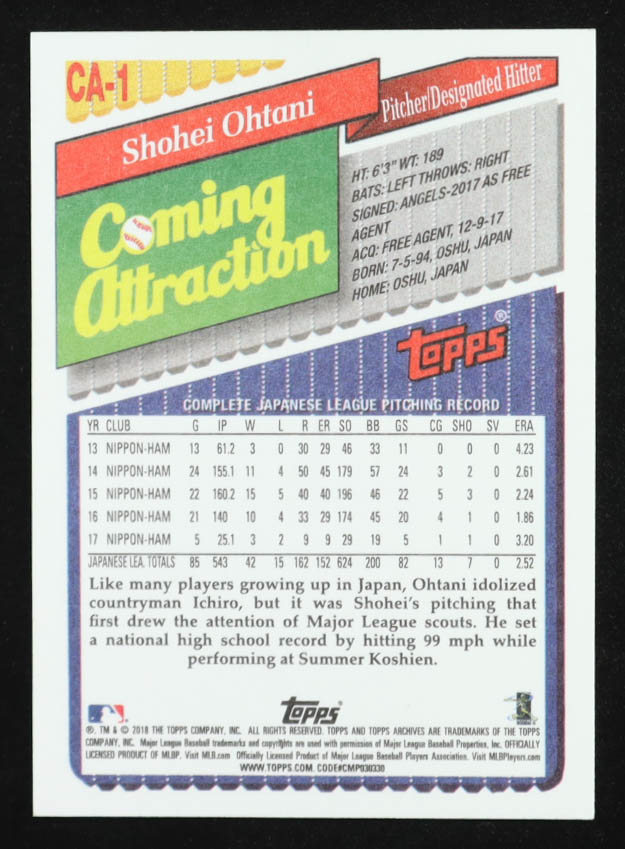 CA-1
Shohei Ohtani
Pitcher/Designated Hitter
Coming
Attraction
HT: 6'3" WT: 189
BATS: LEFT THROWS: RIGHT
SIGNED: ANGELS-2017 AS FREE
AGENT
ACQ: FREE AGENT, 12-9-17
BORN: 7-5-94, OSHU, JAPAN
HOME: OSHU, JAPAN
topps®
COMPLETE JAPANESE LEAGUE PITCHING RECORD
YR CLUB G IP W L R ER SO BB GS CG SHO SV ERA
13 NIPPON-HAM 13 61.2 3 0 30 29 46 33 11 0 0 0 4.23
14 NIPPON-HAM 24 155.1 11 4 50 45 179 57 24 3 2 0 2.61
15 NIPPON-HAM 22 160.2 15 5 40 40 196 46 22 5 3 0 2.24
16 NIPPON-HAM 21 140 10 4 33 29 174 45 20 4 1 0 1.86
17 NIPPON-HAM 5 25.1 3 2 9 9 29 19 5 1 1 0 3.20
JAPANESE LEA. TOTALS 85 543 42 15 162 152 624 200 82 13 7 0 2.52
Like many players growing up in Japan, Ohtani idolized
countryman Ichiro, but it was Shohei's pitching that
first drew the attention of Major League scouts. He set
a national high school record by hitting 99 mph while
performing at Summer Koshien.
topps®
®, TM & © 2018 THE TOPPS COMPANY, INC. ALL RIGHTS RESERVED. TOPPS AND TOPPS ARCHIVES ARE TRADEMARKS OF THE TOPPS
COMPANY, INC. Major League Baseball trademarks and copyrights are used with permission of Major League Baseball Properties, Inc. OFFICIALLY
LICENSED PRODUCT OF MLBP. Visit MLB.com Officially Licensed Product of Major League Baseball Players Association. Visit MLBPlayers.com
WWW.TOPPS.COM. CODE#CMP030330